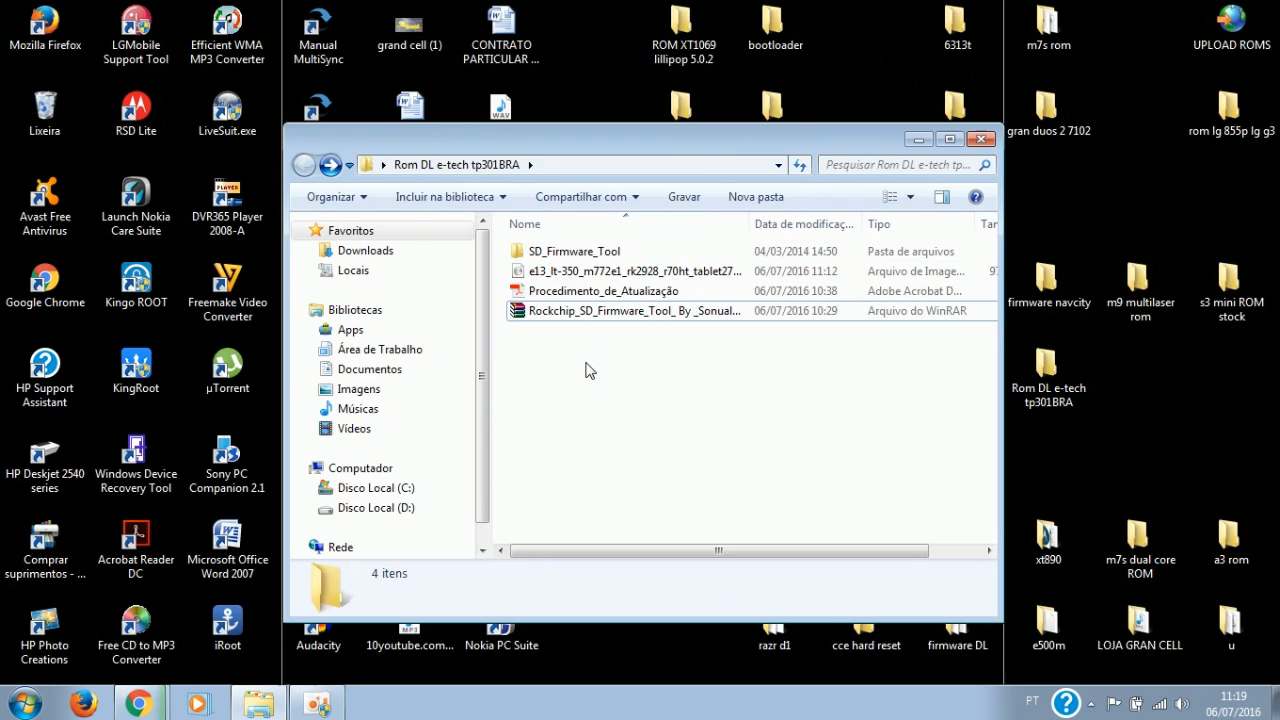 Mozilla Firefox
LGMobile
Support Tool
Efficient WMA
MP3 Converter
Manual
MultiSync
grand cell (1)
CONTRATO
PARTICULAR ...
ROM XT1069
lillipop 5.0.2
bootloader
6313t
m7s rom
UPLOAD ROMS
Lixeira
RSD Lite
LiveSuit.exe
WAV
gran duos 2 7102
rom lg 855p lg g3
Rom DL e-tech tp301BRA
Pesquisar Rom DL e-tech tp...
Organizar
Incluir na biblioteca
Compartilhar com
Gravar
Nova pasta
Avast Free
Antivirus
Launch Nokia
Care Suite
PLAYER
DVR365 Player
2008-A
Favoritos
Downloads
Locais
Bibliotecas
Apps
Área de Trabalho
Documentos
Imagens
Músicas
Vídeos
Computador
Disco Local (C:)
Disco Local (D:)
Rede
Nome
Data de modificaç...
Tipo
Tar
SD_Firmware_Tool
04/03/2014 14:50
Pasta de arquivos
e13_lt-350_m772e1_rk2928_r70ht_tablet27...
06/07/2016 11:12
Arquivo de Image...
97
Procedimento_de_Atualização
06/07/2016 10:38
Adobe Acrobat D...
Rockchip_SD_Firmware_Tool_ By _Sonual...
06/07/2016 10:29
Arquivo do WinRAR
4 itens
Google Chrome
Kingo ROOT
Freemake Video
Converter
firmware navcity
m9 multilaser
rom
s3 mini ROM
stock
HP Support
Assistant
KingRoot
µTorrent
Rom DL e-tech
tp301BRA
HP Deskjet 2540
series
Windows Device
Recovery Tool
Sony PC
Companion 2.1
Comprar
suprimentos - ...
Acrobat Reader
DC
Microsoft Office
Word 2007
xt890
m7s dual core
ROM
a3 rom
HP Photo
Creations
Free CD to MP3
Converter
iRoot
Audacity
MP3
10youtube.com...
Nokia PC Suite
razr d1
cce hard reset
firmware DL
e500m
LOJA GRAN CELL
u
PT
11:19
06/07/2016